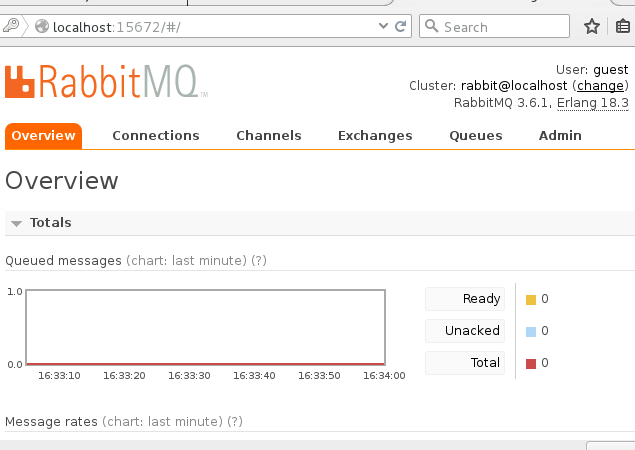 localhost:15672/#/
Search
RabbitMQ™
User: guest
Cluster: rabbit@localhost (change)
RabbitMQ 3.6.1, Erlang 18.3
Overview Connections Channels Exchanges Queues Admin
Overview
Totals
Queued messages (chart: last minute) (?)
1.0
0.0
16:33:10 16:33:20 16:33:30 16:33:40 16:33:50 16:34:00
Ready 0
Unacked 0
Total 0
Message rates (chart: last minute) (?)